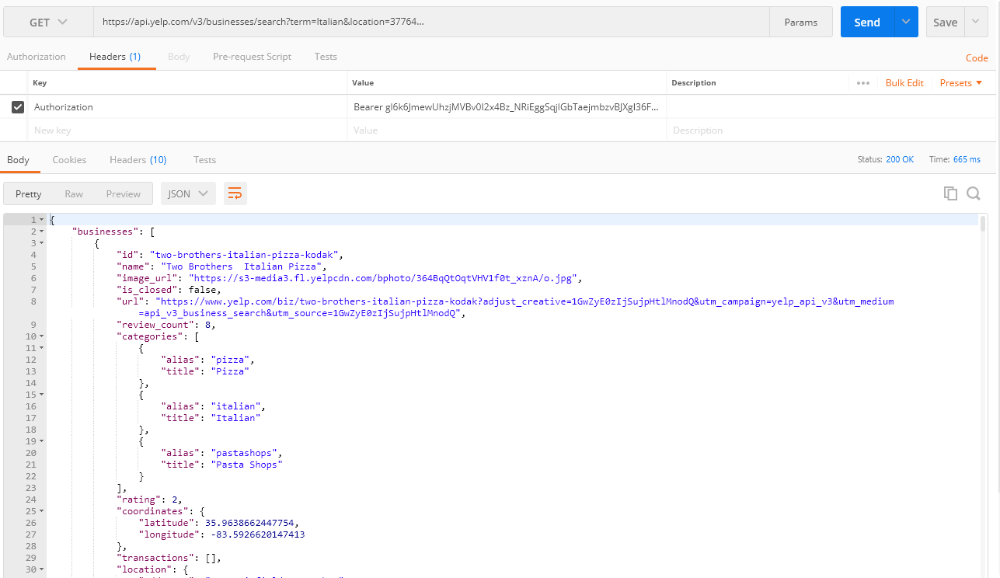 GET https://api.yelp.com/v3/businesses/search?term=Italian&location=37764... Params Send Save
Authorization Headers (1) Body Pre-request Script Tests Code
Key Value Description ••• Bulk Edit Presets
Authorization Bearer gI6k6JmewUhzjMVBv0I2x4Bz_NRiEggSqjIGbTaejmbzvBJXgI36F...
New key Value Description
Body Cookies Headers (10) Tests Status: 200 OK Time: 665 ms
Pretty Raw Preview JSON
1 {
2 "businesses": [
3 {
4 "id": "two-brothers-italian-pizza-kodak",
5 "name": "Two Brothers  Italian Pizza",
6 "image_url": "https://s3-media3.fl.yelpcdn.com/bphoto/364BqQtOqtVHV1f0t_xznA/o.jpg",
7 "is_closed": false,
8 "url": "https://www.yelp.com/biz/two-brothers-italian-pizza-kodak?adjust_creative=1GwZyE0zIjSujpHtlMnodQ&utm_campaign=yelp_api_v3&utm_medium
=api_v3_business_search&utm_source=1GwZyE0zIjSujpHtlMnodQ",
9 "review_count": 8,
10 "categories": [
11 {
12 "alias": "pizza",
13 "title": "Pizza"
14 },
15 {
16 "alias": "italian",
17 "title": "Italian"
18 },
19 {
20 "alias": "pastashops",
21 "title": "Pasta Shops"
22 }
23 ],
24 "rating": 2,
25 "coordinates": {
26 "latitude": 35.9638662447754,
27 "longitude": -83.5926620147413
28 },
29 "transactions": [],
30 "location": {